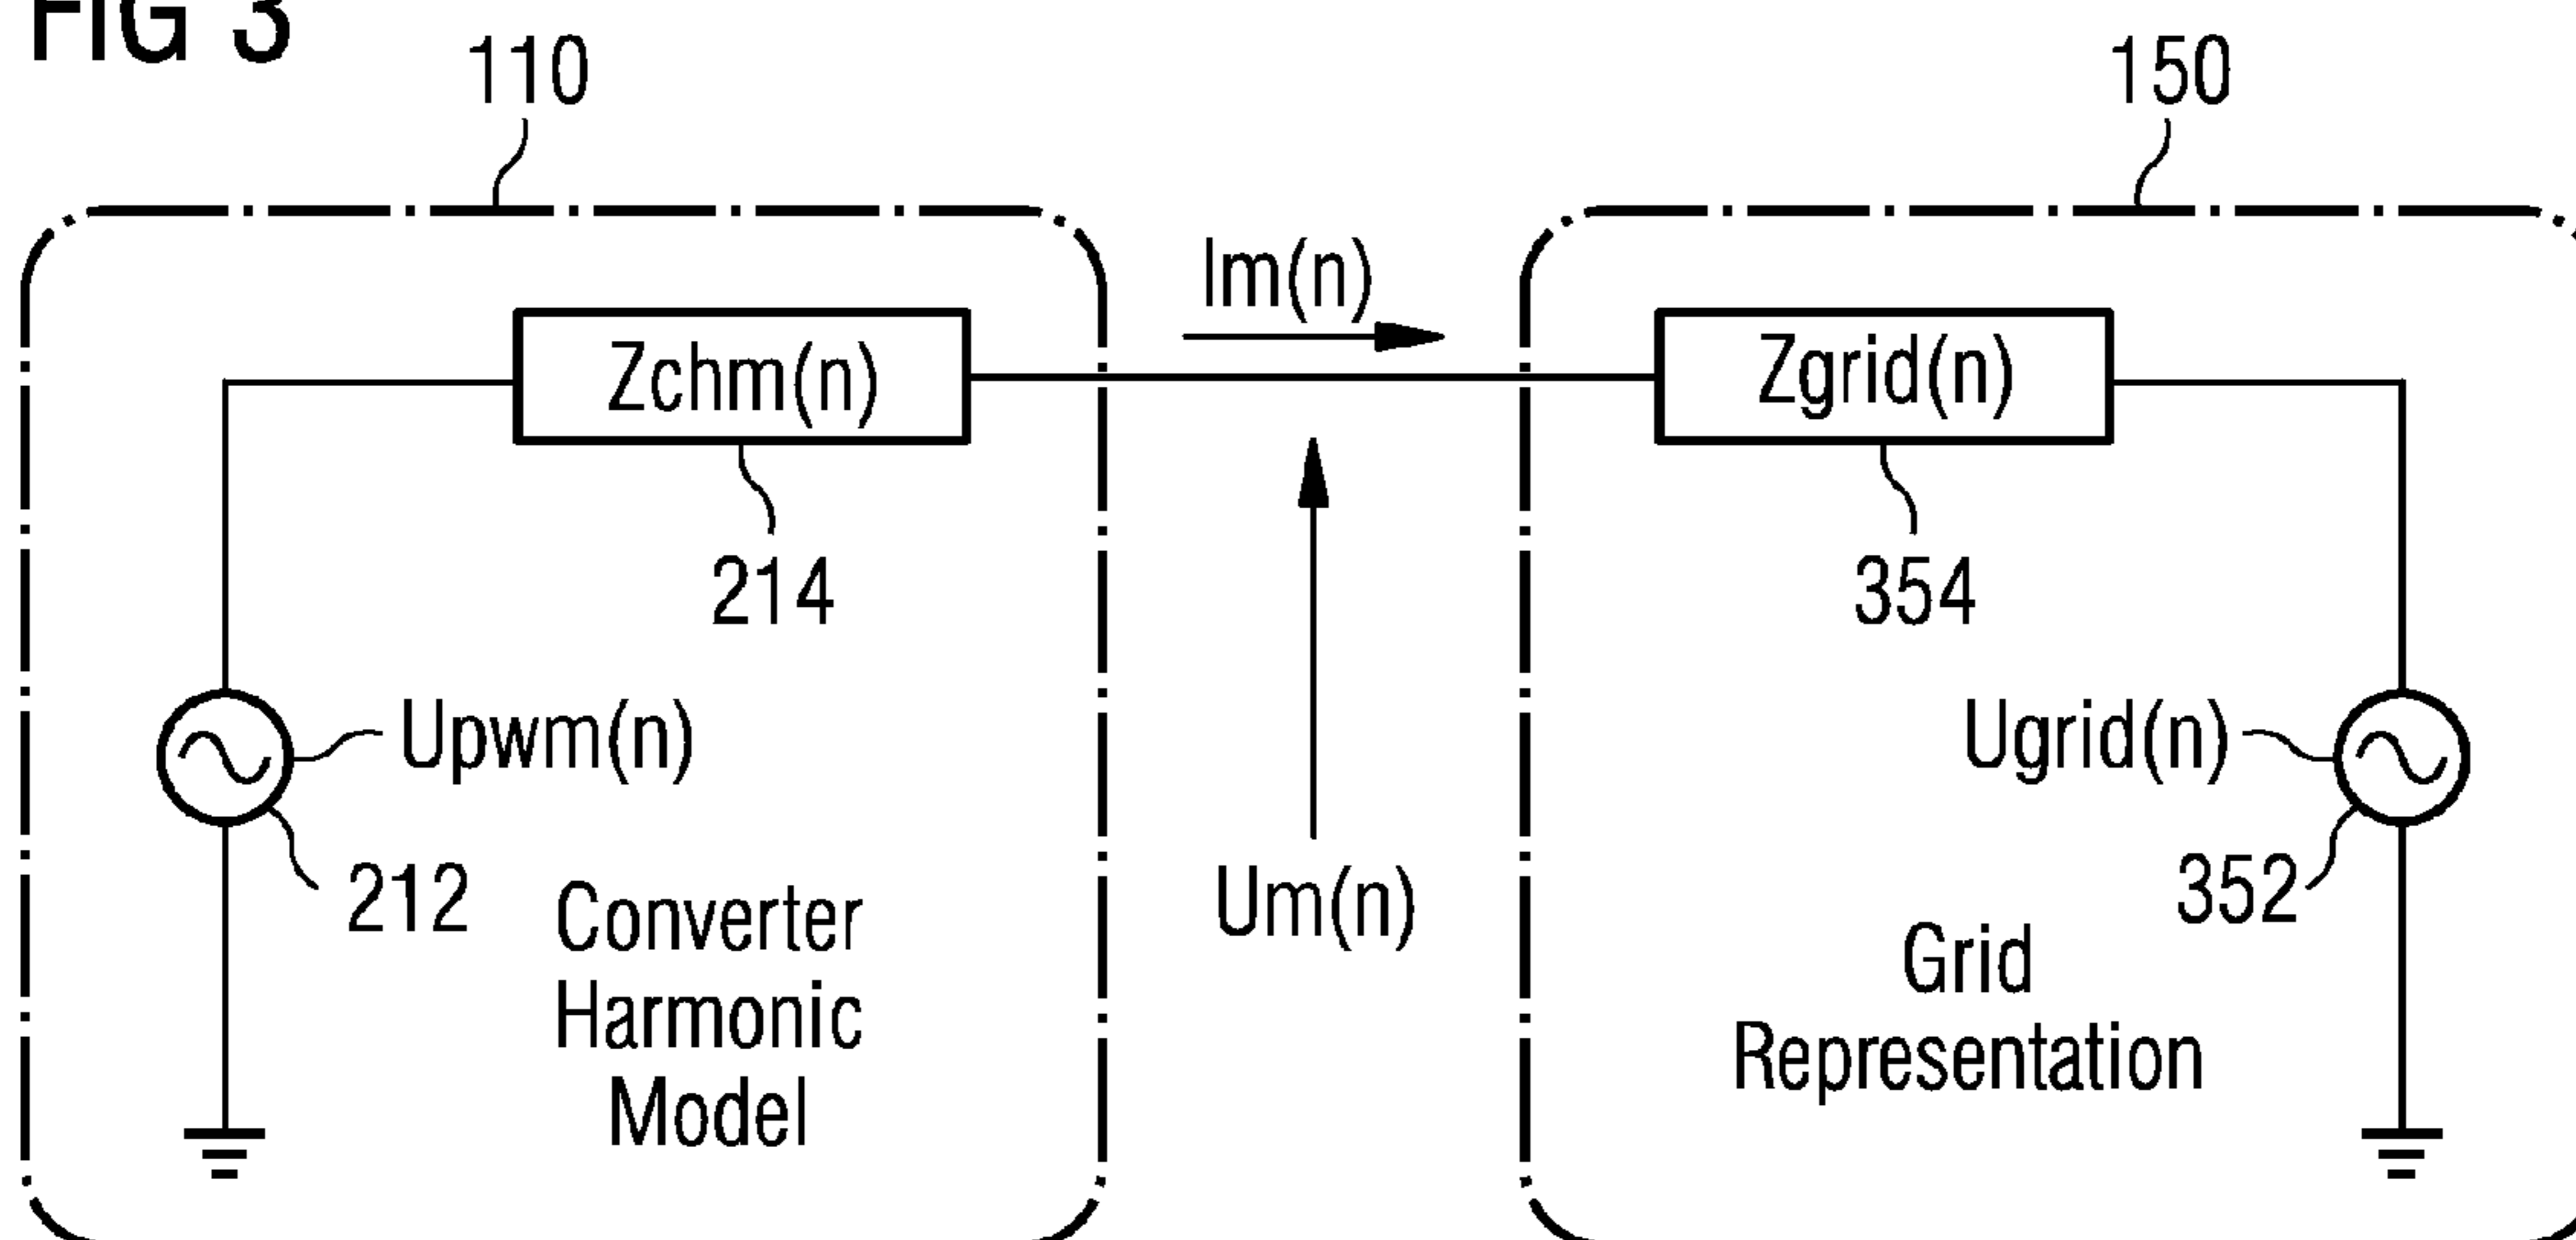 FIG 3
110
150
Im(n)
Zchm(n)
Zgrid(n)
214
354
Upwm(n)
Ugrid(n)
212
Um(n)
352
Converter
Harmonic
Model
Grid
Representation